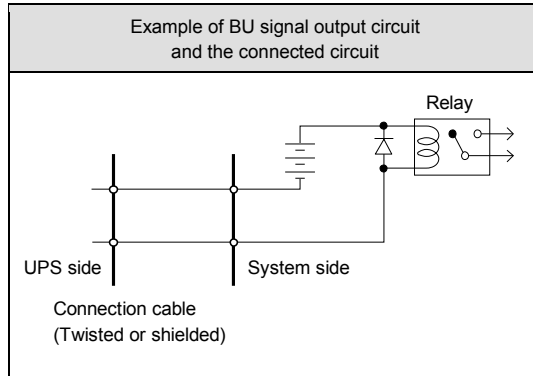 Example of BU signal output circuit
and the connected circuit
Relay
UPS side
System side
Connection cable
(Twisted or shielded)